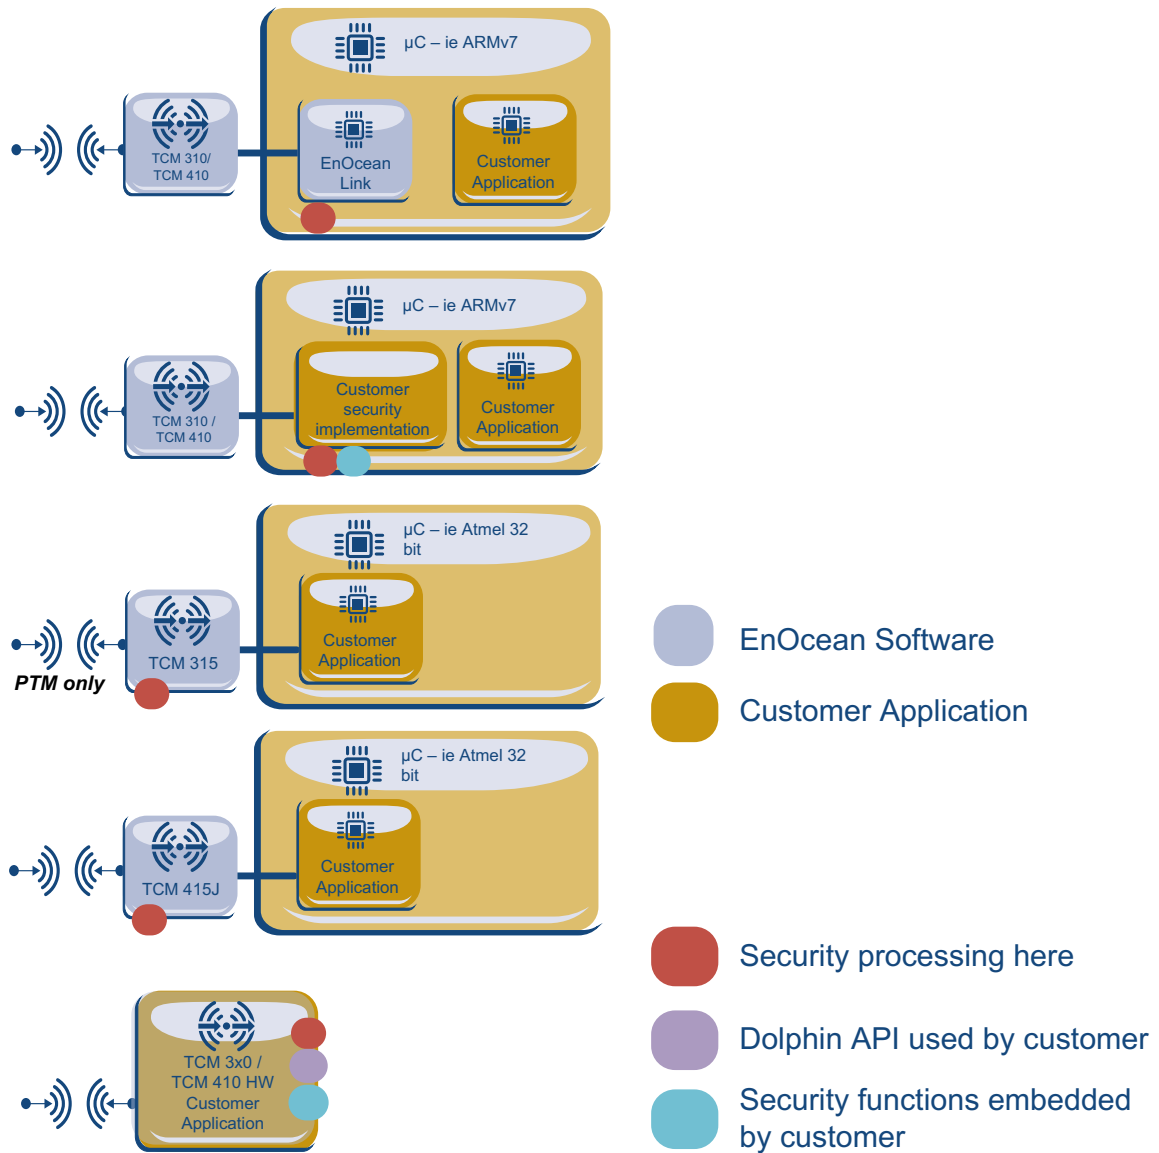 µC – ie ARMv7
TCM 310/
TCM 410
EnOcean
Link
Customer
Application
µC – ie ARMv7
TCM 310 /
TCM 410
Customer
security
implementation
Customer
Application
µC – ie Atmel 32
bit
TCM 315
PTM only
Customer
Application
EnOcean Software
Customer Application
µC – ie Atmel 32
bit
TCM 415J
Customer
Application
Security processing here
Dolphin API used by customer
Security functions embedded
by customer
TCM 3x0 /
TCM 410 HW
Customer
Application